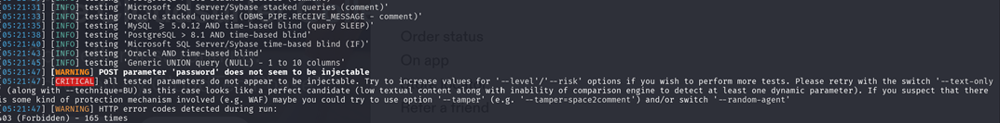 [05:21:31] [INFO] testing 'Microsoft SQL Server/Sybase stacked queries (comment)'
[05:21:33] [INFO] testing 'Oracle stacked queries (DBMS_PIPE.RECEIVE_MESSAGE - comment)'
[05:21:35] [INFO] testing 'MySQL ≥ 5.0.12 AND time-based blind (query SLEEP)'
[05:21:38] [INFO] testing 'PostgreSQL > 8.1 AND time-based blind'
[05:21:40] [INFO] testing 'Microsoft SQL Server/Sybase time-based blind (IF)'
[05:21:43] [INFO] testing 'Oracle AND time-based blind'
[05:21:45] [INFO] testing 'Generic UNION query (NULL) - 1 to 10 columns'
[05:21:47] [WARNING] POST parameter 'password' does not seem to be injectable
[05:21:47] [CRITICAL] all tested parameters do not appear to be injectable. Try to increase values for '--level'/'--risk' options if you wish to perform more tests. Please retry with the switch '--text-only
' (along with --technique=BU) as this case looks like a perfect candidate (low textual content along with inability of comparison engine to detect at least one dynamic parameter). If you suspect that there
is some kind of protection mechanism involved (e.g. WAF) maybe you could try to use option '--tamper' (e.g. '--tamper=space2comment') and/or switch '--random-agent'
[05:21:47] [WARNING] HTTP error codes detected during run:
403 (Forbidden) - 165 times
Order status
On app
Refer a friend